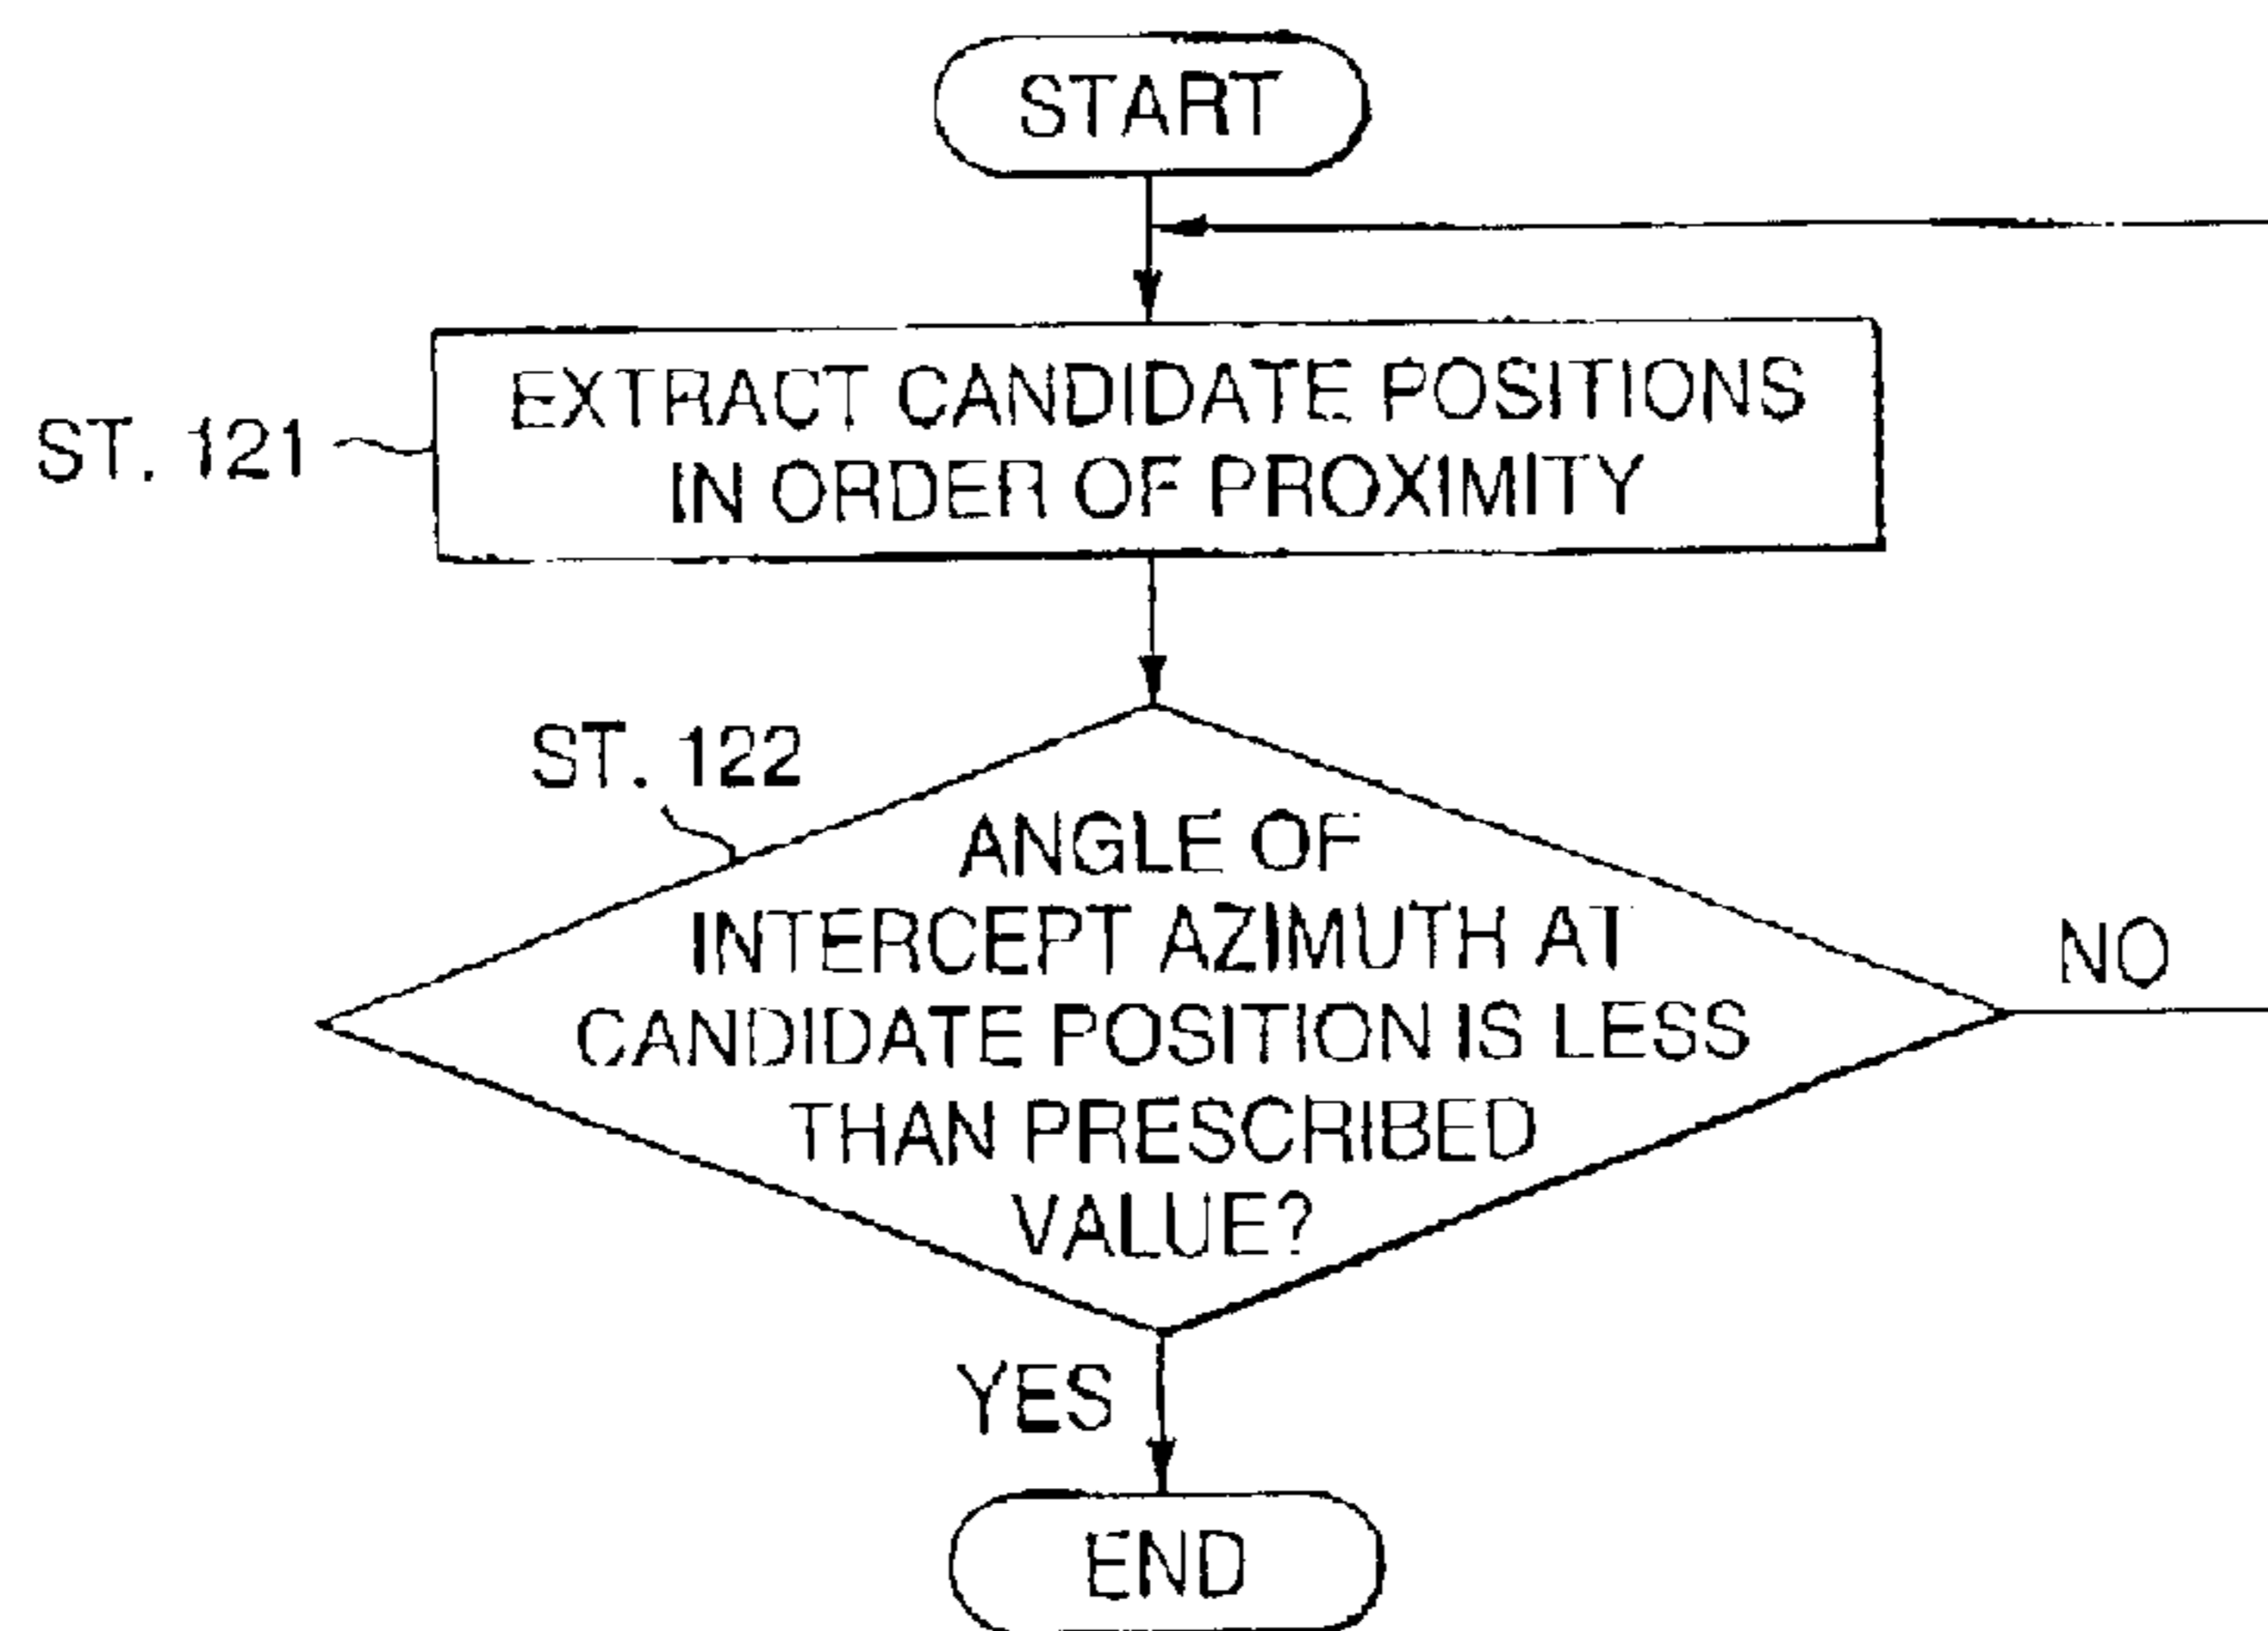 START
EXTRACT CANDIDATE POSITIONS
IN ORDER OF PROXIMITY
ST. 121
ST. 122
ANGLE OF
INTERCEPT AZIMUTH AT
CANDIDATE POSITION IS LESS
THAN PRESCRIBED
VALUE?
NO
YES
END